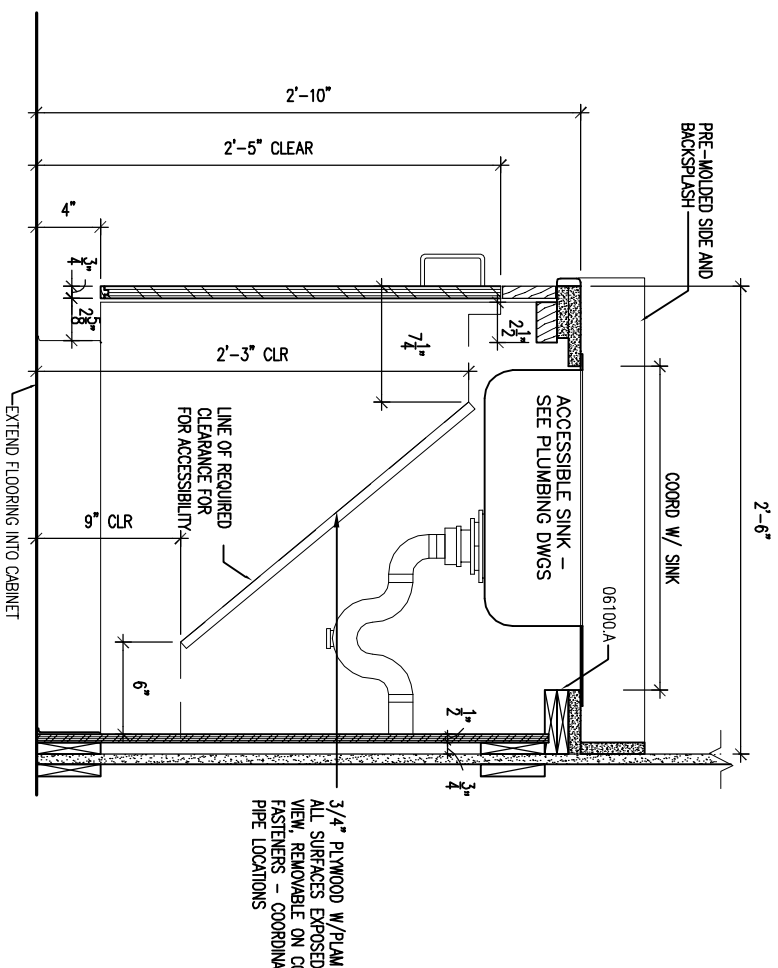 PRE-MOLDED SIDE AND
BACKSPLASH
2'-6"
COORD W/ SINK
06100.A
2'-10"
2'-5" CLEAR
4"
3/4"
2 5/8"
2'-3" CLR
7 1/4"
2 1/2"
ACCESSIBLE SINK –
SEE PLUMBING DWGS
LINE OF REQUIRED
CLEARANCE FOR
FOR ACCESSIBILITY
9" CLR
6"
2 1/2"
3/4"
EXTEND FLOORING INTO CABINET
3/4" PLYWOOD W/PLAM
ALL SURFACES EXPOSED
VIEW, REMOVABLE ON
FASTENERS –
PIPE LOCATIONS